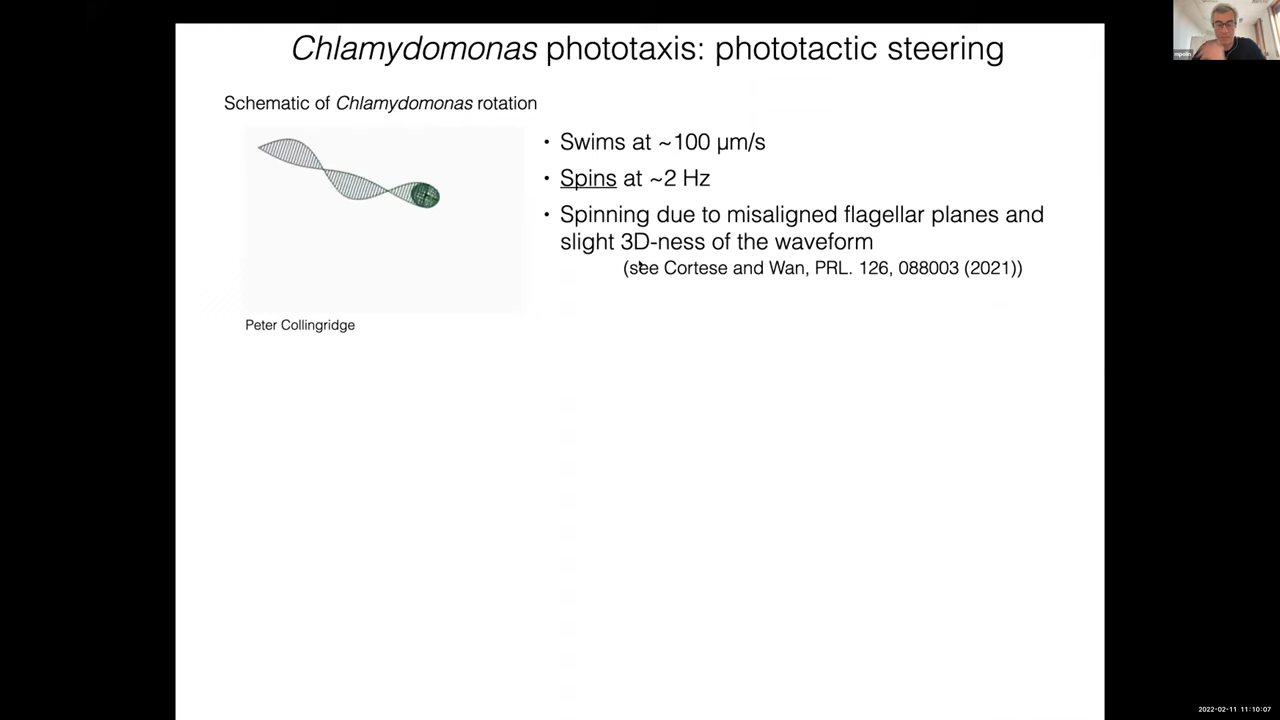 Chlamydomonas phototaxis: phototactic steering
Schematic of Chlamydomonas rotation
• Swims at ~100 µm/s
• Spins at ~2 Hz
• Spinning due to misaligned flagellar planes and
slight 3D-ness of the waveform
(see Cortese and Wan, PRL. 126, 088003 (2021))
Peter Collingridge
mpolin
2022-02-11 11:10:07